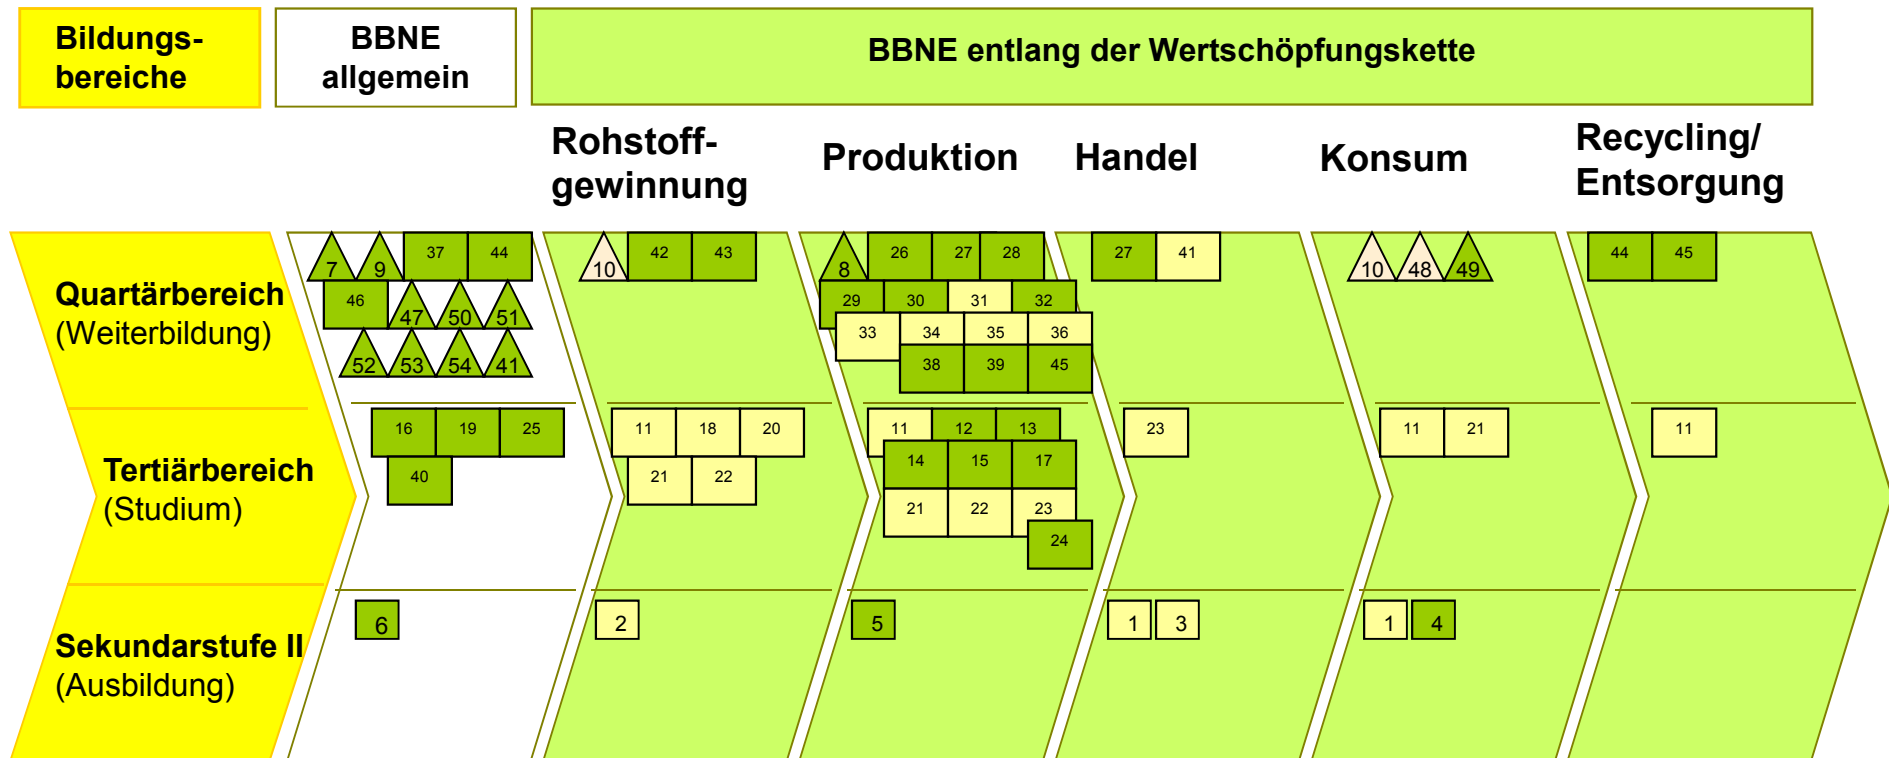 Bildungs-
bereiche
BBNE
allgemein
BBNE entlang der Wertschöpfungskette
Rohstoff-
gewinnung
Produktion
Handel
Konsum
Recycling/
Entsorgung
Quartärbereich
(Weiterbildung)
7 9 37 44
46 47 50 51
52 53 54 41
10 42 43
8 26 27 28
29 30 31 32
33 34 35 36
38 39 45
27 41
10 48 49
44 45
Tertiärbereich
(Studium)
16 19 25
40
11 18 20
21 22
11 12 13
14 15 17
21 22 23
24
23
11 21
11
Sekundarstufe II
(Ausbildung)
6
2
5
1 3
1 4